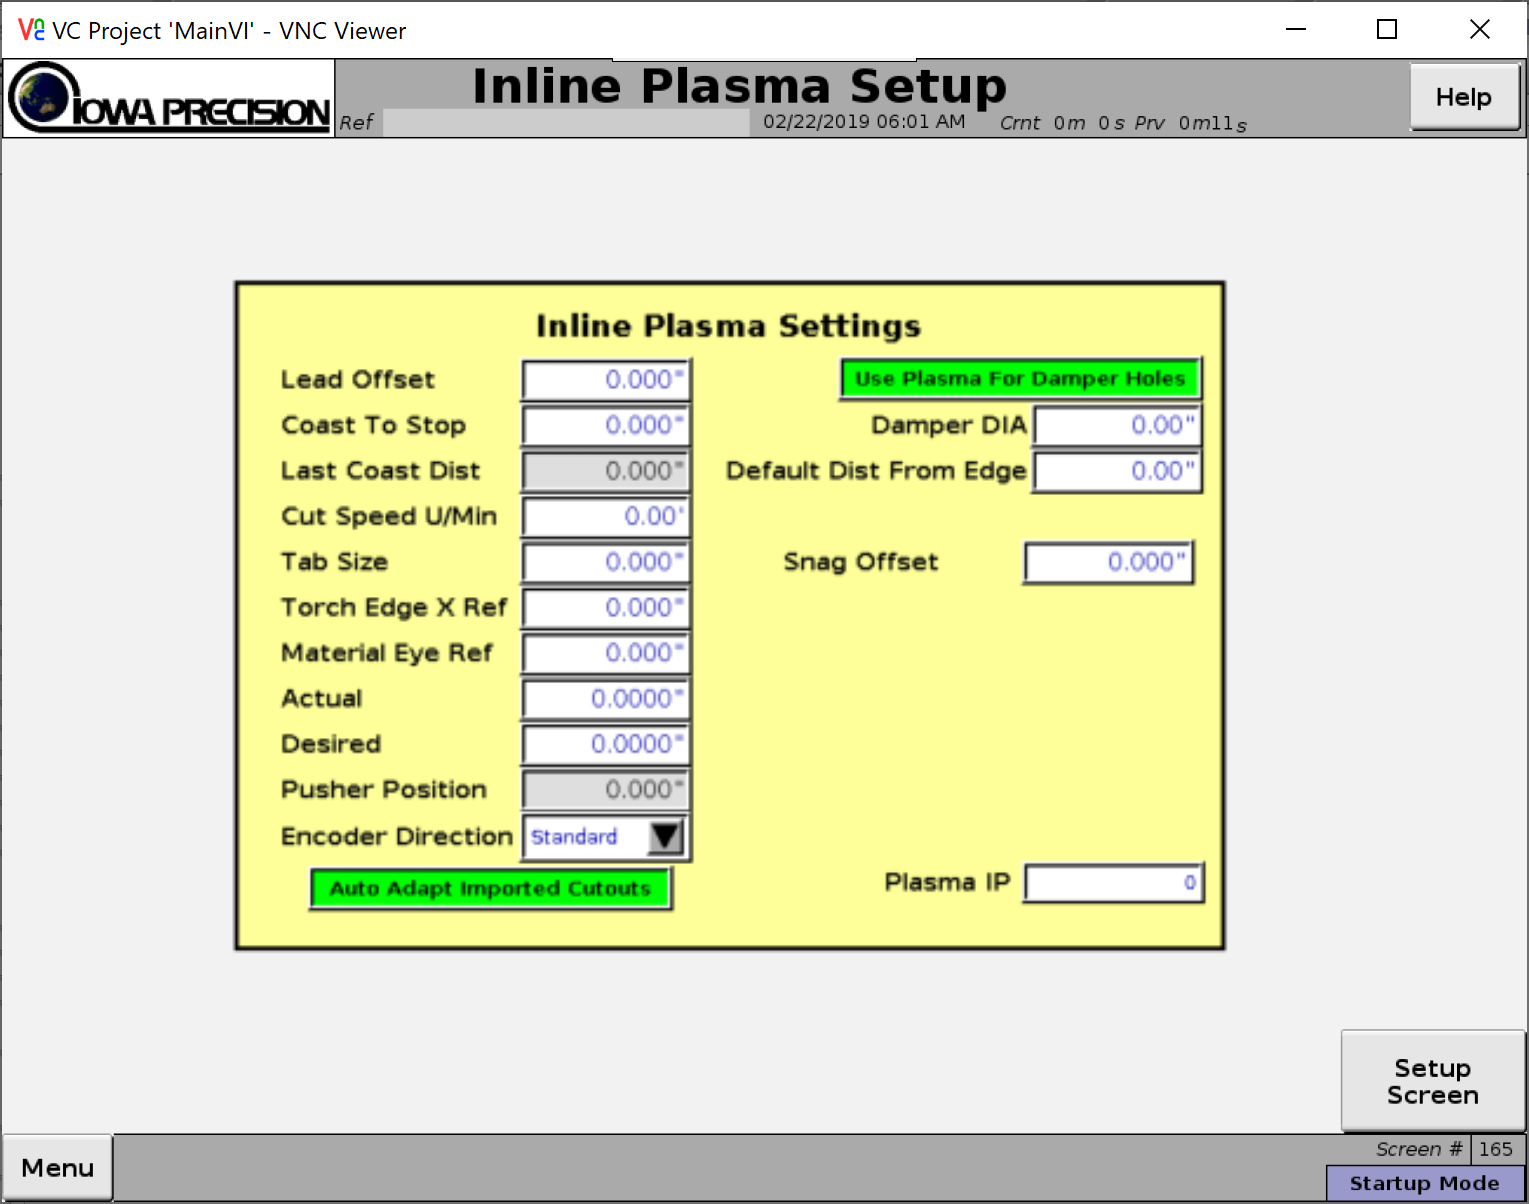 VC Project 'MainVI' - VNC Viewer
IOWA PRECISION
Inline Plasma Setup
Help
Ref
02/22/2019 06:01 AM
Crnt 0m 0s Prv 0m11s
Inline Plasma Settings
Lead Offset 0.000"
Use Plasma For Damper Holes
Coast To Stop 0.000"
Damper DIA 0.00"
Last Coast Dist 0.000"
Default Dist From Edge 0.00"
Cut Speed U/Min 0.00'
Tab Size 0.000"
Snag Offset 0.000"
Torch Edge X Ref 0.000"
Material Eye Ref 0.000"
Actual 0.0000"
Desired 0.0000"
Pusher Position 0.000"
Encoder Direction Standard
Auto Adapt Imported Cutouts
Plasma IP 0
Setup
Screen
Menu
Screen # 165
Startup Mode